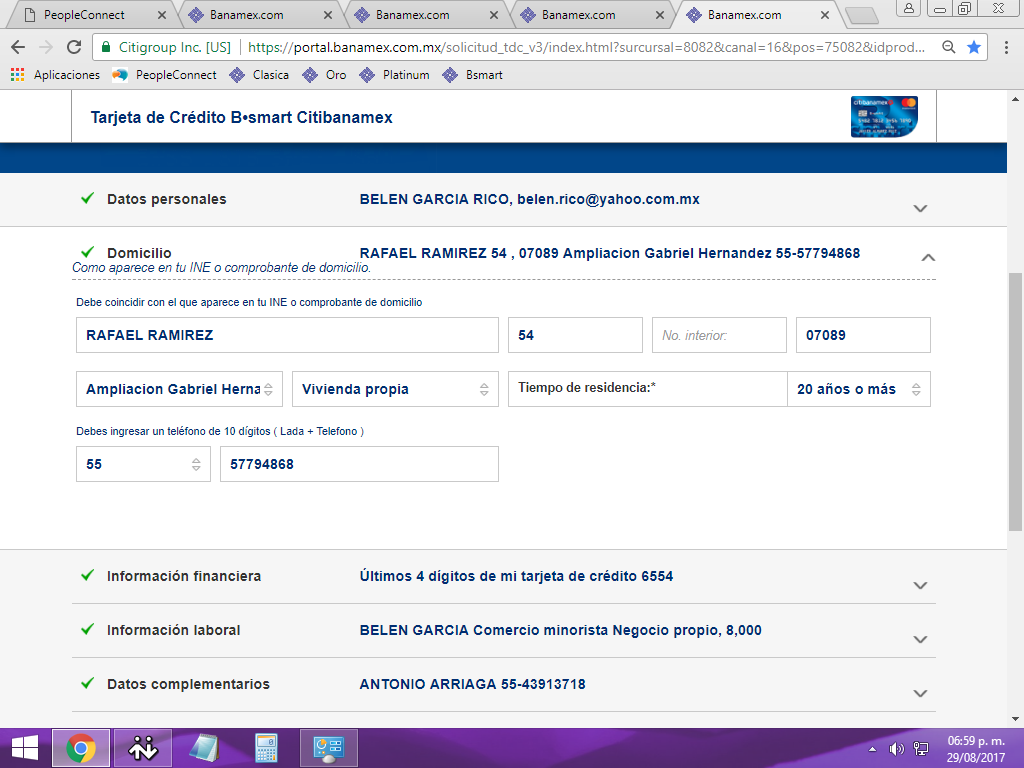 PeopleConnect Banamex.com Banamex.com Banamex.com Banamex.com
Citigroup Inc. [US] https://portal.banamex.com.mx/solicitud_tdc_v3/index.html?surcursal=8082&canal=16&pos=75082&idprod...
Aplicaciones PeopleConnect Clasica Oro Platinum Bsmart
Tarjeta de Crédito B•smart Citibanamex
citibanamex
Datos personales BELEN GARCIA RICO, belen.rico@yahoo.com.mx
Domicilio RAFAEL RAMIREZ 54 , 07089 Ampliacion Gabriel Hernandez 55-57794868
Como aparece en tu INE o comprobante de domicilio.
Debe coincidir con el que aparece en tu INE o comprobante de domicilio
RAFAEL RAMIREZ 54 No. interior: 07089
Ampliacion Gabriel Herna Vivienda propia Tiempo de residencia:* 20 años o más
Debes ingresar un teléfono de 10 dígitos ( Lada + Telefono )
55 57794868
Información financiera Últimos 4 dígitos de mi tarjeta de crédito 6554
Información laboral BELEN GARCIA Comercio minorista Negocio propio, 8,000
Datos complementarios ANTONIO ARRIAGA 55-43913718
06:59 p. m.
29/08/2017